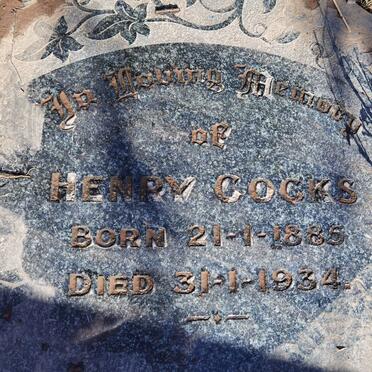 In Loving Memory
of
HENRY COCKS
BORN 21-1-1885
DIED 31-1-1934.